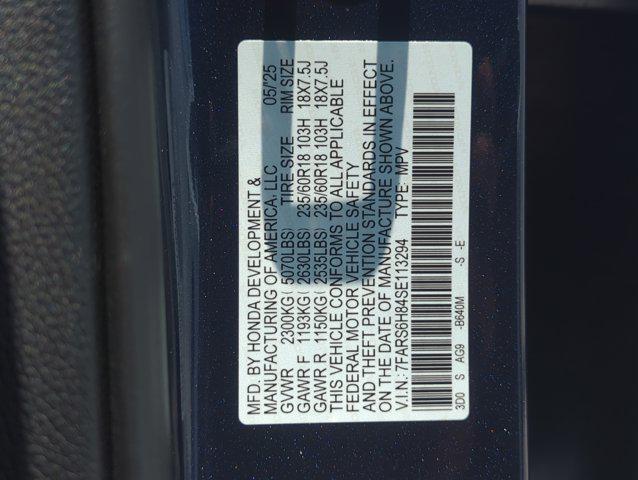 MFD. BY HONDA DEVELOPMENT &
MANUFACTURING OF AMERICA, LLC 05/25
GVWR 2300KG (5070LBS) TIRE SIZE RIM SIZE
GAWR F 1193KG (2630LBS) 235/60R18 103H 18X7.5J
GAWR R 1150KG (2535LBS) 235/60R18 103H 18X7.5J
THIS VEHICLE CONFORMS TO ALL APPLICABLE
FEDERAL MOTOR VEHICLE SAFETY
AND THEFT PREVENTION STANDARDS IN EFFECT
ON THE DATE OF MANUFACTURE SHOWN ABOVE.
V.I.N.: 7FARS6H84SE113294 TYPE: MPV
3D0 S AG9 -B640M -S -E